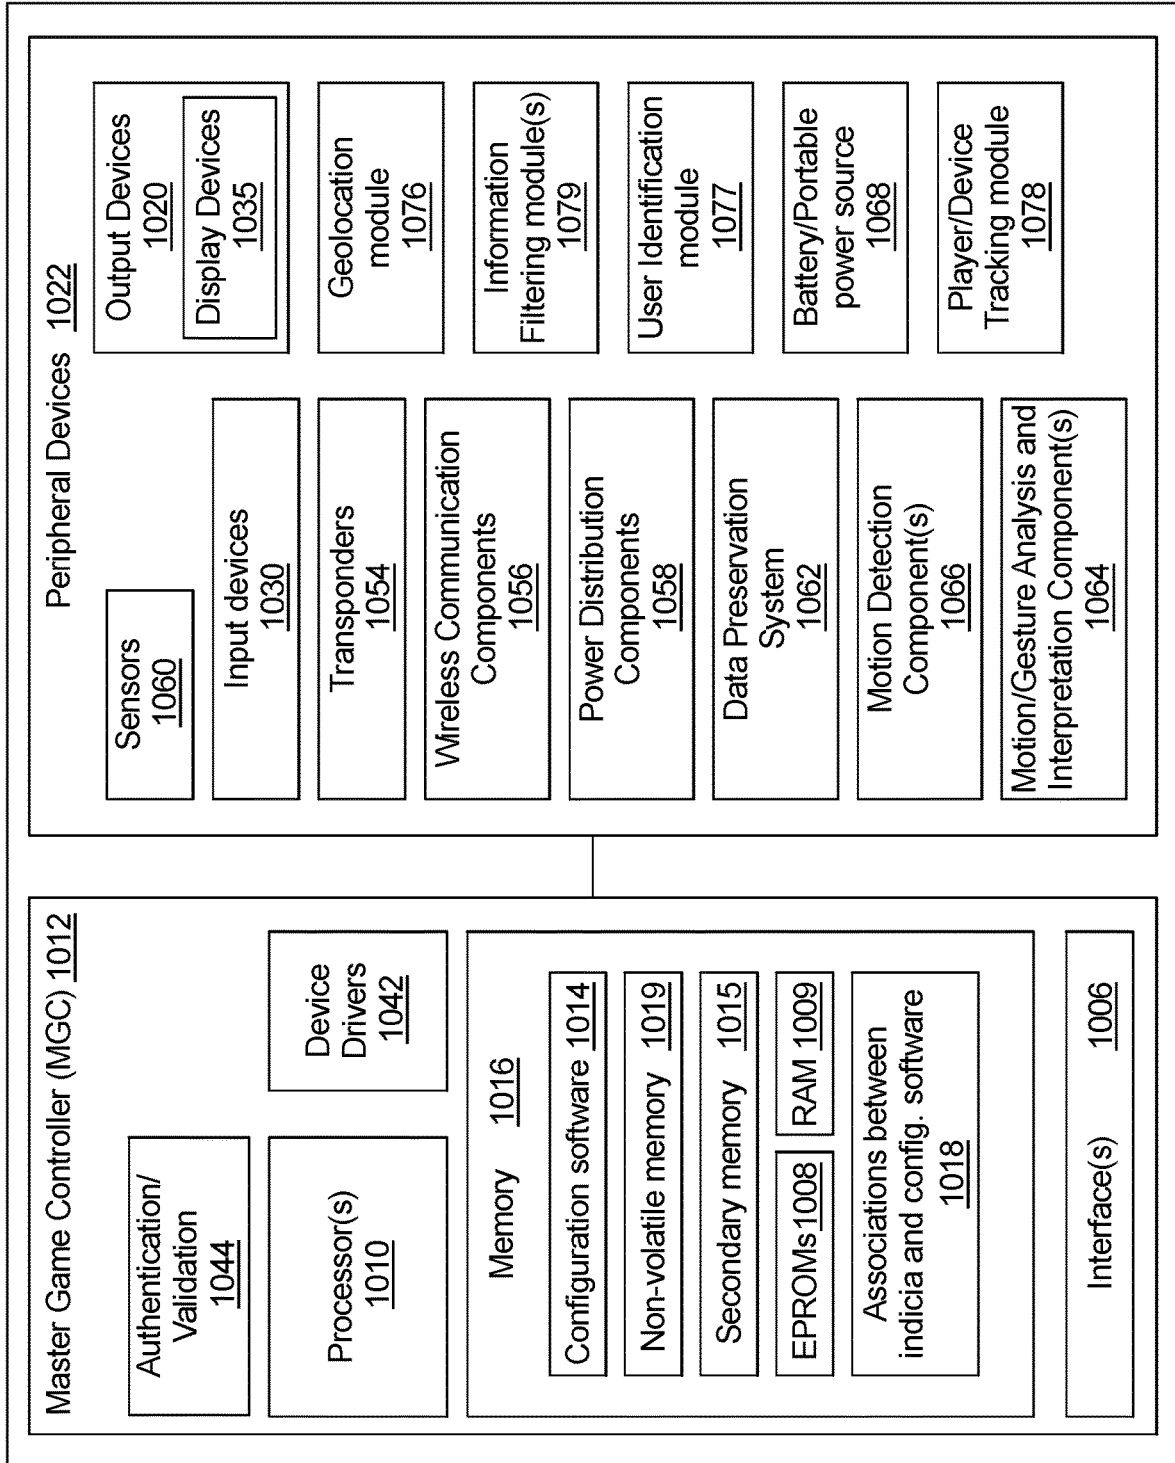 Master Game Controller (MGC) 1012
Authentication/
Validation
1044
Processor(s)
1010
Device
Drivers
1042
Memory 1016
Configuration software 1014
Non-volatile memory 1019
Secondary memory 1015
EPROMs1008
RAM 1009
Associations between
indicia and config. software
1018
Interface(s) 1006
Peripheral Devices 1022
Sensors
1060
Input devices
1030
Transponders
1054
Wireless Communication
Components
1056
Power Distribution
Components
1058
Data Preservation
System
1062
Motion Detection
Component(s)
1066
Motion/Gesture Analysis and
Interpretation Component(s)
1064
Output Devices
1020
Display Devices
1035
Geolocation
module
1076
Information
Filtering module(s)
1079
User Identification
module
1077
Battery/Portable
power source
1068
Player/Device
Tracking module
1078